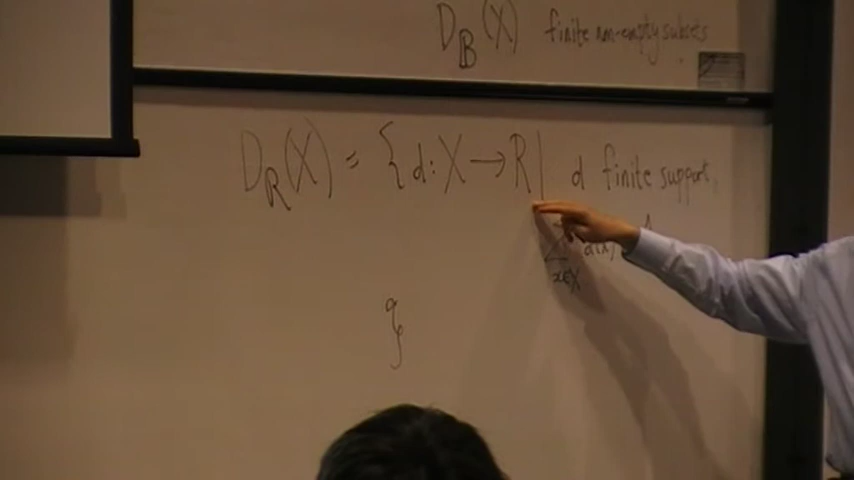 D_B(X) finite non-empty subsets
D_R(X) = { d: X → R | d finite support,
x∈X